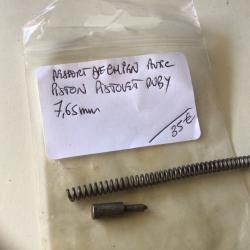 RESSORT DE CHIEN AVEC
PISTON PISTOLET RUBY
7,65mm
35€